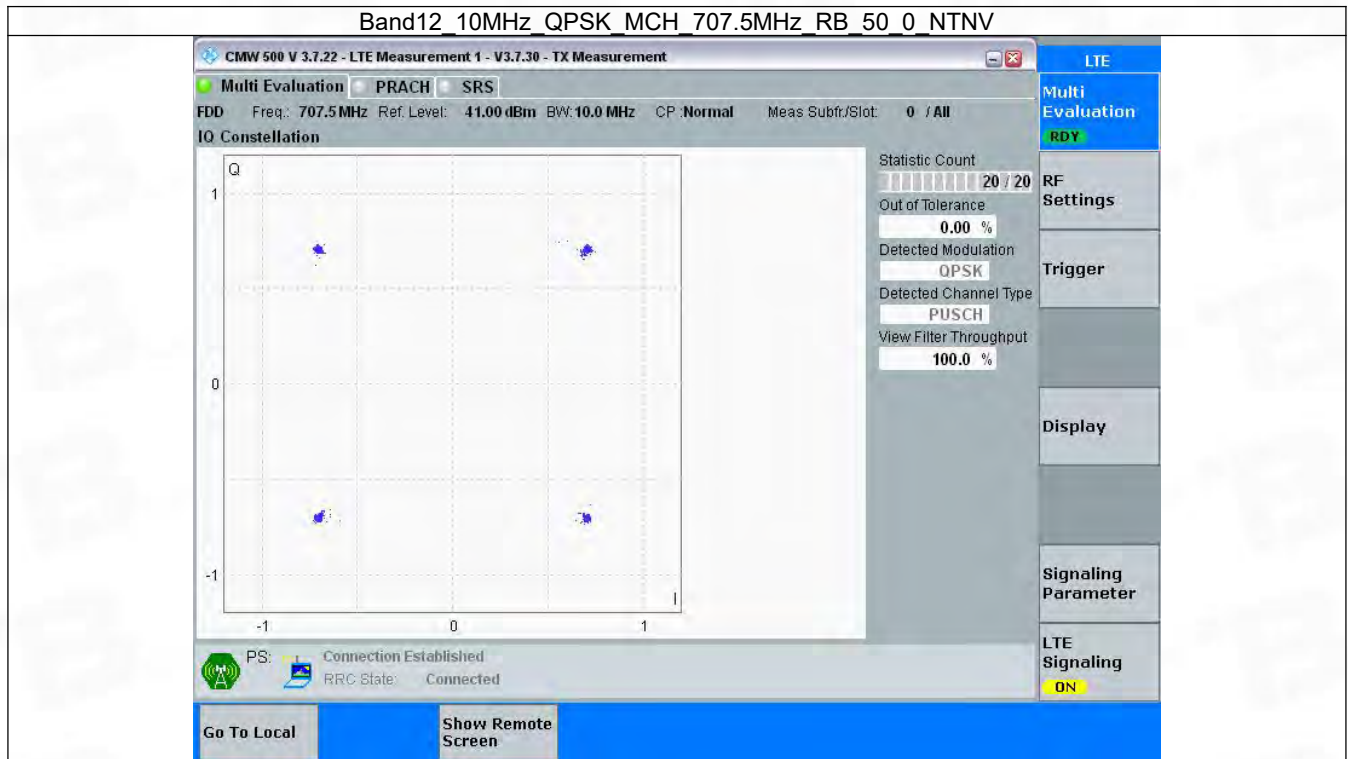 Band12_10MHz_QPSK_MCH_707.5MHz_RB_50_0_NTNV
CMW 500 V 3.7.22 - LTE Measurement 1 - V3.7.30 - TX Measurement
LTE
Multi Evaluation PRACH SRS
FDD Freq.: 707.5 MHz Ref. Level: 41.00 dBm BW: 10.0 MHz CP :Normal Meas Subfr./Slot: 0 / All
IQ Constellation
Q
1
0
-1
I
-1 0 1
Statistic Count
20 / 20
Out of Tolerance
0.00 %
Detected Modulation
QPSK
Detected Channel Type
PUSCH
View Filter Throughput
100.0 %
Multi
Evaluation
RDY
RF
Settings
Trigger
Display
Signaling
Parameter
LTE
Signaling
ON
PS: Connection Established
RRC State: Connected
Go To Local
Show Remote
Screen